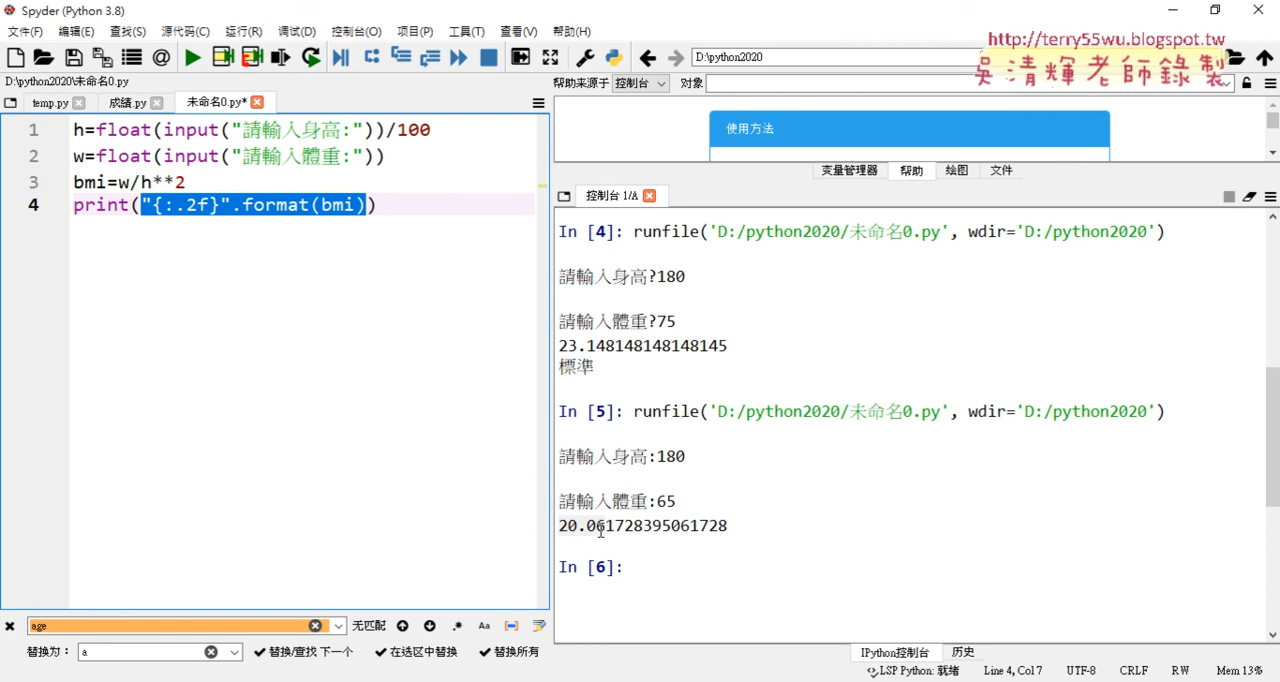 Spyder (Python 3.8)
文件(F) 编辑(E) 查找(S) 源代码(C) 运行(R) 调试(D) 控制台(O) 项目(P) 工具(T) 查看(V) 帮助(H)
http://terry55wu.blogspot.tw
吳清輝老師錄製
D:\python2020
D:\python2020\未命名0.py
帮助来源于 控制台 对象
temp.py 成绩.py 未命名0.py*
1 h=float(input("請輸入身高:"))/100
2 w=float(input("請輸入體重:"))
3 bmi=w/h**2
4 print("{:.2f}".format(bmi))
使用方法
变量管理器 帮助 绘图 文件
控制台 1/A
In [4]: runfile('D:/python2020/未命名0.py', wdir='D:/python2020')
請輸入身高?180
請輸入體重?75
23.148148148148145
標準
In [5]: runfile('D:/python2020/未命名0.py', wdir='D:/python2020')
請輸入身高:180
請輸入體重:65
20.061728395061728
In [6]:
age 无匹配 .* Aa
替换为： a 替换/查找 下一个 在选区中替换 替换所有
IPython控制台 历史
LSP Python: 就绪 Line 4, Col 7 UTF-8 CRLF RW Mem 13%